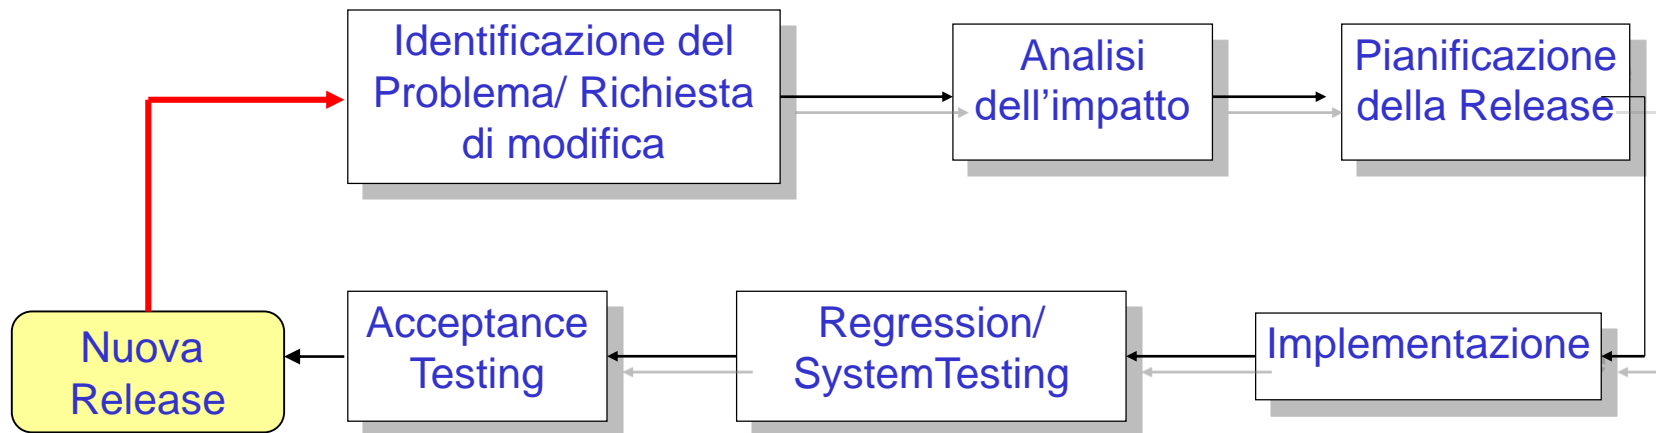 Identificazione del
Problema/ Richiesta
di modifica
Analisi
dell’impatto
Pianificazione
della Release
Nuova
Release
Acceptance
Testing
Regression/
SystemTesting
Implementazione